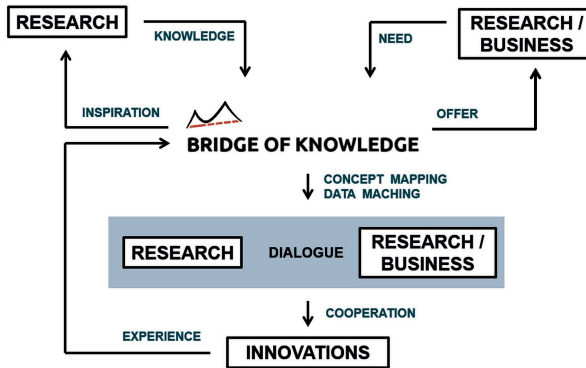 RESEARCH
KNOWLEDGE
NEED
RESEARCH /
BUSINESS
INSPIRATION
OFFER
BRIDGE OF KNOWLEDGE
CONCEPT MAPPING
DATA MACHING
RESEARCH
DIALOGUE
RESEARCH /
BUSINESS
COOPERATION
EXPERIENCE
INNOVATIONS